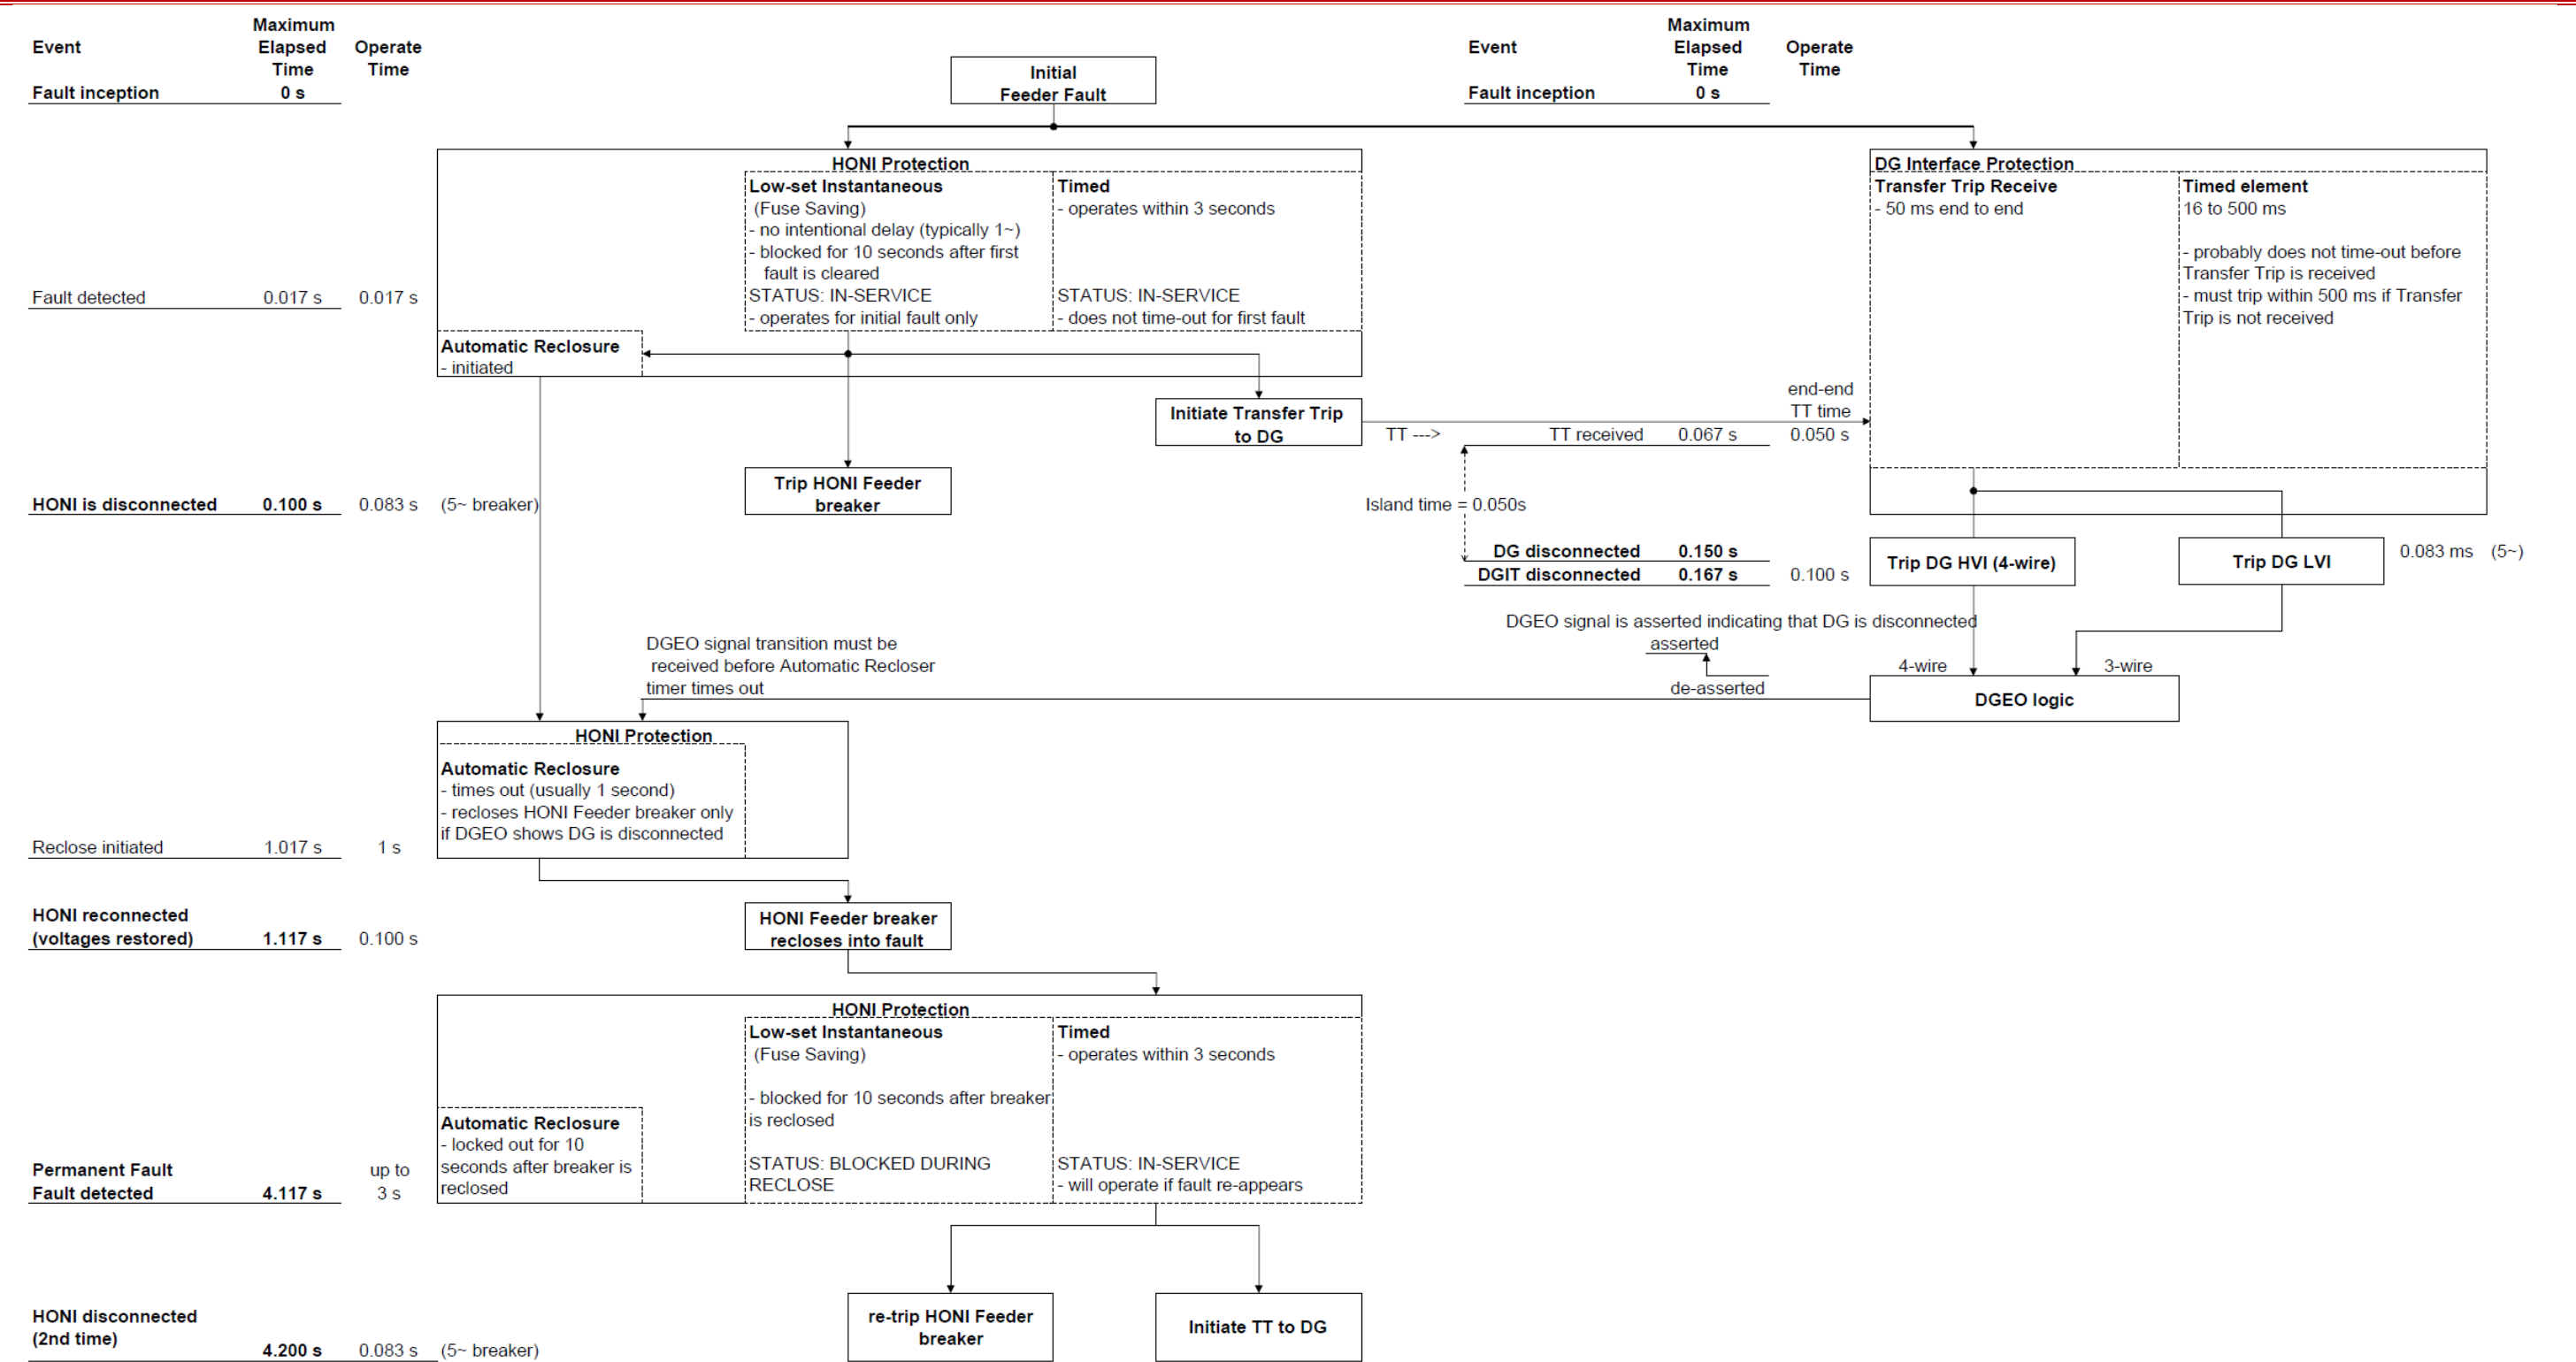 Event
Maximum
Elapsed
Time
Operate
Time
Fault inception 0 s
Initial
Feeder Fault
Event
Maximum
Elapsed
Time
Operate
Time
Fault inception 0 s
HONI Protection
Low-set Instantaneous
(Fuse Saving)
- no intentional delay (typically 1~)
- blocked for 10 seconds after first
fault is cleared
STATUS: IN-SERVICE
- operates for initial fault only
Timed
- operates within 3 seconds
STATUS: IN-SERVICE
- does not time-out for first fault
Fault detected 0.017 s 0.017 s
Automatic Reclosure
- initiated
DG Interface Protection
Transfer Trip Receive
- 50 ms end to end
Timed element
16 to 500 ms
- probably does not time-out before
Transfer Trip is received
- must trip within 500 ms if Transfer
Trip is not received
Initiate Transfer Trip
to DG
end-end
TT time
TT ---> TT received 0.067 s 0.050 s
Trip HONI Feeder
breaker
HONI is disconnected 0.100 s 0.083 s (5~ breaker)
Island time = 0.050s
DG disconnected 0.150 s
DGIT disconnected 0.167 s 0.100 s
Trip DG HVI (4-wire)
Trip DG LVI
0.083 ms (5~)
DGEO signal is asserted indicating that DG is disconnected
asserted
de-asserted
4-wire
3-wire
DGEO logic
DGEO signal transition must be
received before Automatic Recloser
timer times out
HONI Protection
Automatic Reclosure
- times out (usually 1 second)
- recloses HONI Feeder breaker only
if DGEO shows DG is disconnected
Reclose initiated 1.017 s 1 s
HONI reconnected
(voltages restored) 1.117 s 0.100 s
HONI Feeder breaker
recloses into fault
HONI Protection
Low-set Instantaneous
(Fuse Saving)
- blocked for 10 seconds after breaker
is reclosed
STATUS: BLOCKED DURING
RECLOSE
Timed
- operates within 3 seconds
STATUS: IN-SERVICE
- will operate if fault re-appears
Automatic Reclosure
- locked out for 10
seconds after breaker is
reclosed
Permanent Fault
Fault detected 4.117 s
up to
3 s
re-trip HONI Feeder
breaker
Initiate TT to DG
HONI disconnected
(2nd time)
4.200 s 0.083 s (5~ breaker)